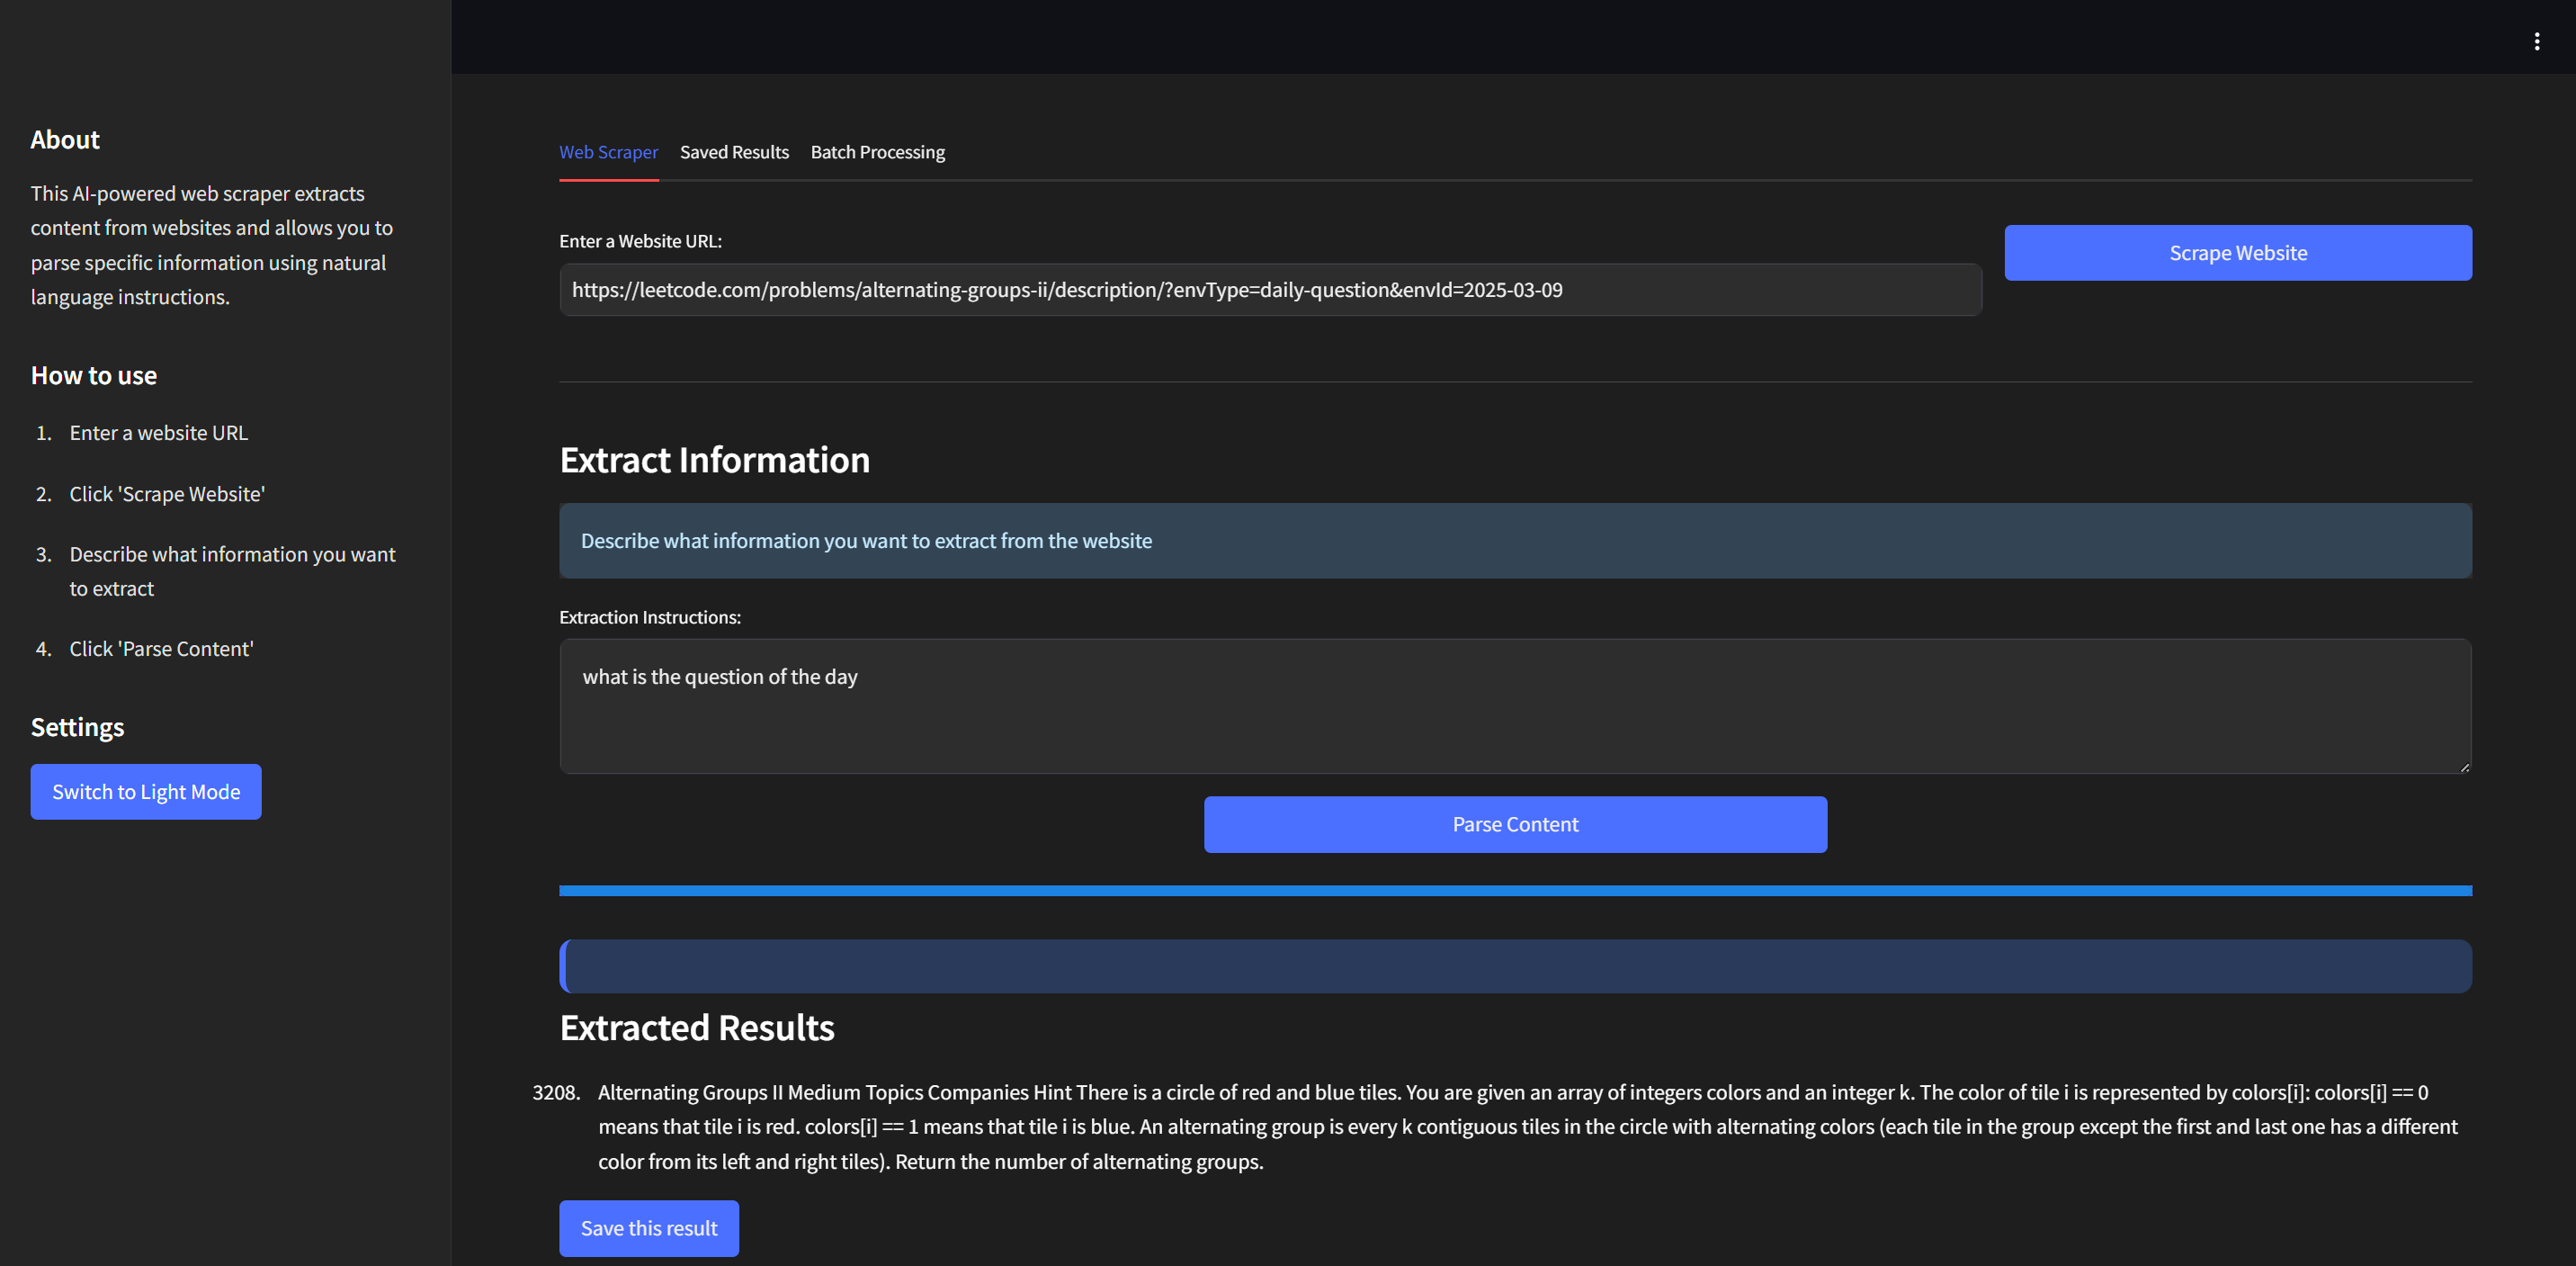 About
This AI-powered web scraper extracts
content from websites and allows you to
parse specific information using natural
language instructions.
How to use
1. Enter a website URL
2. Click 'Scrape Website'
3. Describe what information you want
to extract
4. Click 'Parse Content'
Settings
Switch to Light Mode
Web Scraper Saved Results Batch Processing
Enter a Website URL:
Scrape Website
https://leetcode.com/problems/alternating-groups-ii/description/?envType=daily-question&envId=2025-03-09
Extract Information
Describe what information you want to extract from the website
Extraction Instructions:
what is the question of the day
Parse Content
Extracted Results
3208. Alternating Groups II Medium Topics Companies Hint There is a circle of red and blue tiles. You are given an array of integers colors and an integer k. The color of tile i is represented by colors[i]: colors[i] == 0
means that tile i is red. colors[i] == 1 means that tile i is blue. An alternating group is every k contiguous tiles in the circle with alternating colors (each tile in the group except the first and last one has a different
color from its left and right tiles). Return the number of alternating groups.
Save this result